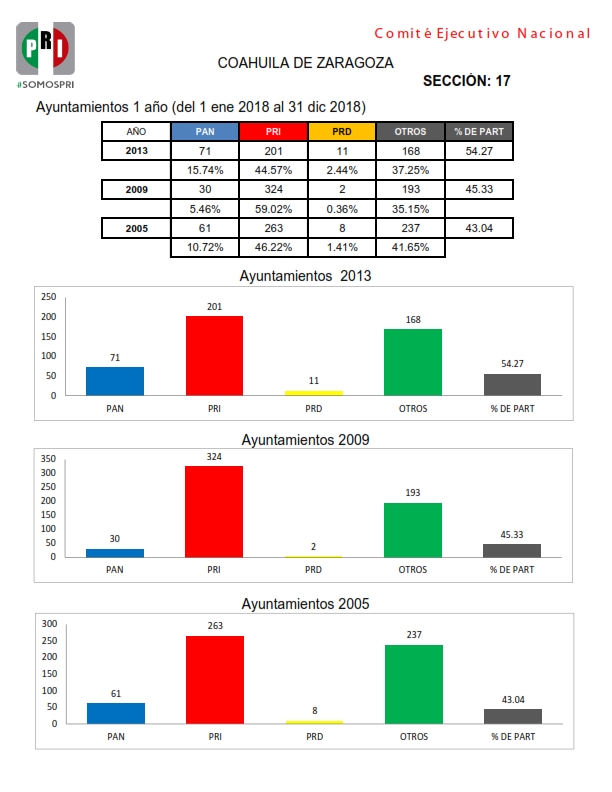 Comité Ejecutivo Nacional
PRI
#SOMOSPRI
COAHUILA DE ZARAGOZA
SECCIÓN: 17
Ayuntamientos 1 año (del 1 ene 2018 al 31 dic 2018)
AÑO PAN PRI PRD OTROS % DE PART
2013 71 201 11 168 54.27
15.74% 44.57% 2.44% 37.25%
2009 30 324 2 193 45.33
5.46% 59.02% 0.36% 35.15%
2005 61 263 8 237 43.04
10.72% 46.22% 1.41% 41.65%
Ayuntamientos 2013
250
200
150
100
50
0
71 201 11 168 54.27
PAN PRI PRD OTROS % DE PART
Ayuntamientos 2009
350
300
250
200
150
100
50
0
30 324 2 193 45.33
PAN PRI PRD OTROS % DE PART
Ayuntamientos 2005
300
250
200
150
100
50
0
61 263 8 237 43.04
PAN PRI PRD OTROS % DE PART